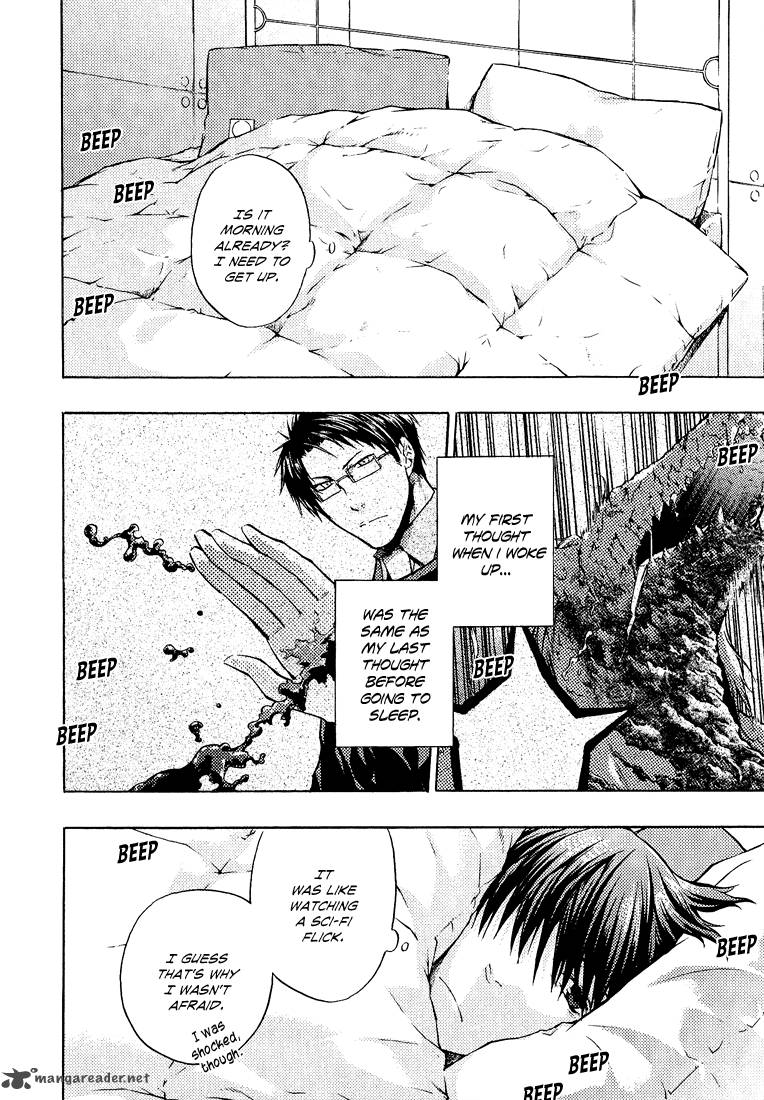 BEEP
BEEP
IS IT
MORNING
ALREADY?
I NEED TO
GET UP.
BEEP
BEEP
BEEP
MY FIRST
THOUGHT
WHEN I WOKE
UP...
WAS THE
SAME AS
MY LAST
THOUGHT
BEFORE
GOING TO
SLEEP.
BEEP
BEEP
BEEP
BEEP
IT
WAS LIKE
WATCHING
A SCI-FI
FLICK.
I GUESS
THAT'S WHY
I WASN'T
AFRAID.
I was
shocked,
though.
BEEP
BEEP
BEEP
mangareader.net